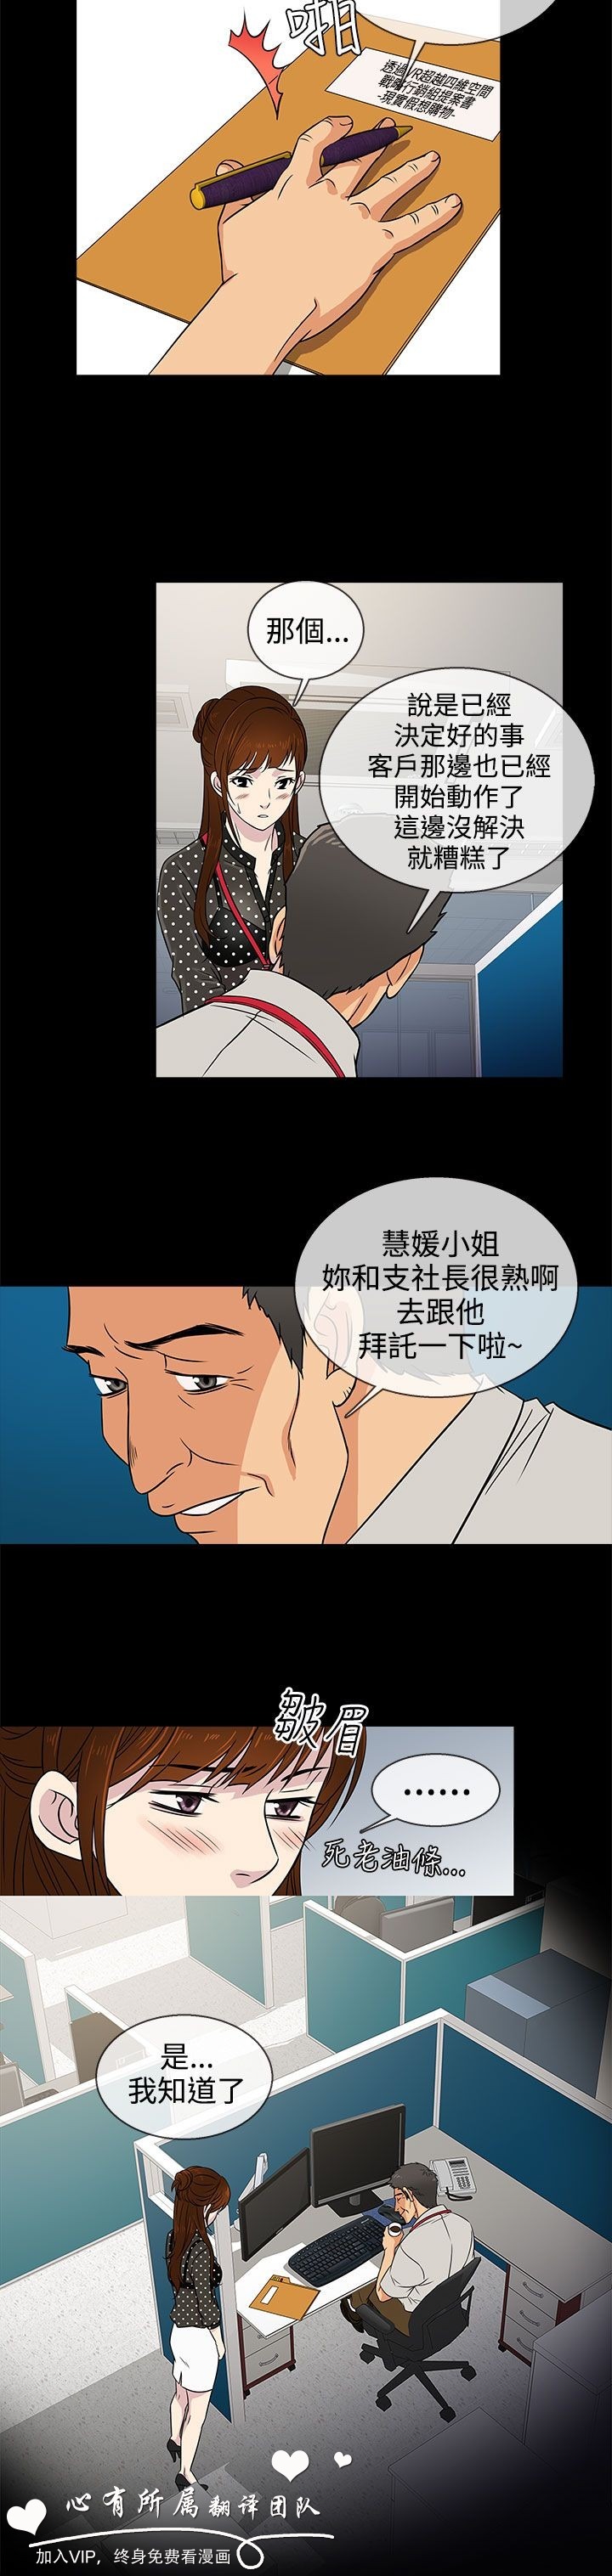 啪
透過VR超越四維空間
戰略行銷組提案書
-現實假想購物-
那個...
說是已經
決定好的事
客戶那邊也已經
開始動作了
這邊沒解決
就糟糕了
慧媛小姐
妳和支社長很熟啊
去跟他
拜託一下啦~
皺眉
......
死老油條...
是...
我知道了
心有所属翻译团队
加入VIP，终身免费看漫画